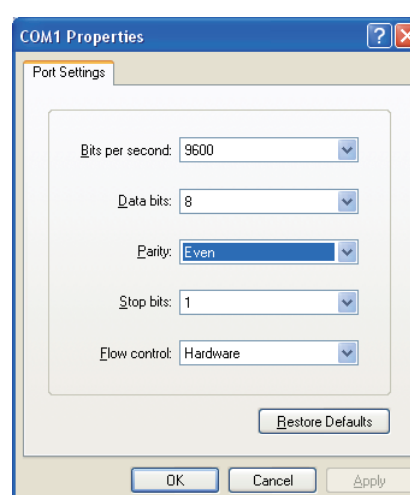 COM1 Properties
Port Settings
Bits per second: 9600
Data bits: 8
Parity: Even
Stop bits: 1
Flow control: Hardware
Restore Defaults
OK Cancel Apply